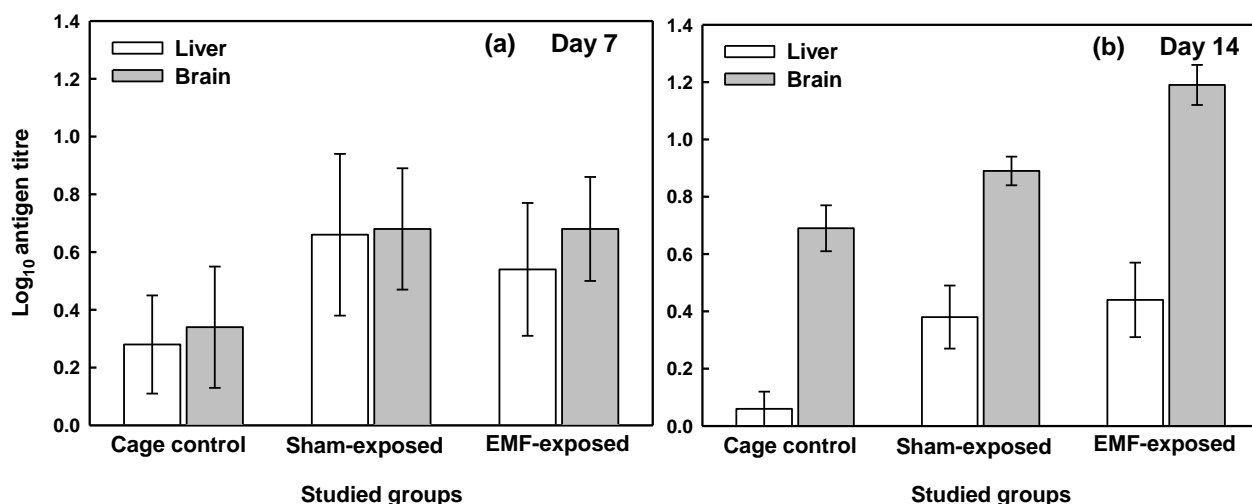 (a) Day 7
Liver
Brain
Log10 antigen titre
1.4
1.2
1.0
0.8
0.6
0.4
0.2
0.0
Cage control Sham-exposed EMF-exposed
Studied groups
(b) Day 14
Liver
Brain
1.4
1.2
1.0
0.8
0.6
0.4
0.2
0.0
Cage control Sham-exposed EMF-exposed
Studied groups